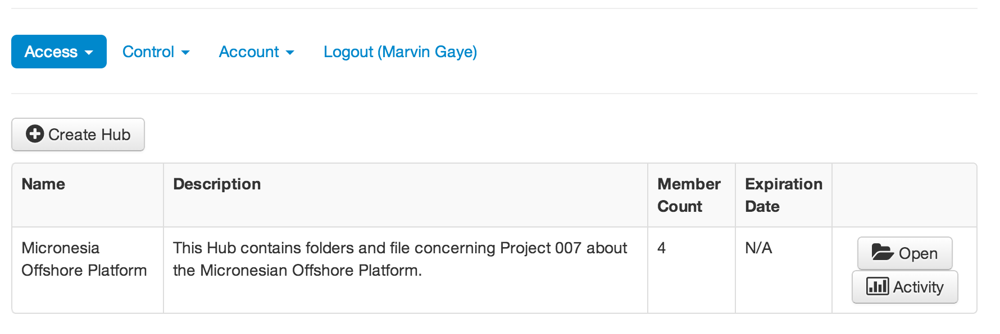 Access Control Account Logout (Marvin Gaye)
Create Hub
Name Description Member Count Expiration Date
Micronesia Offshore Platform This Hub contains folders and file concerning Project 007 about the Micronesian Offshore Platform. 4 N/A Open
Activity